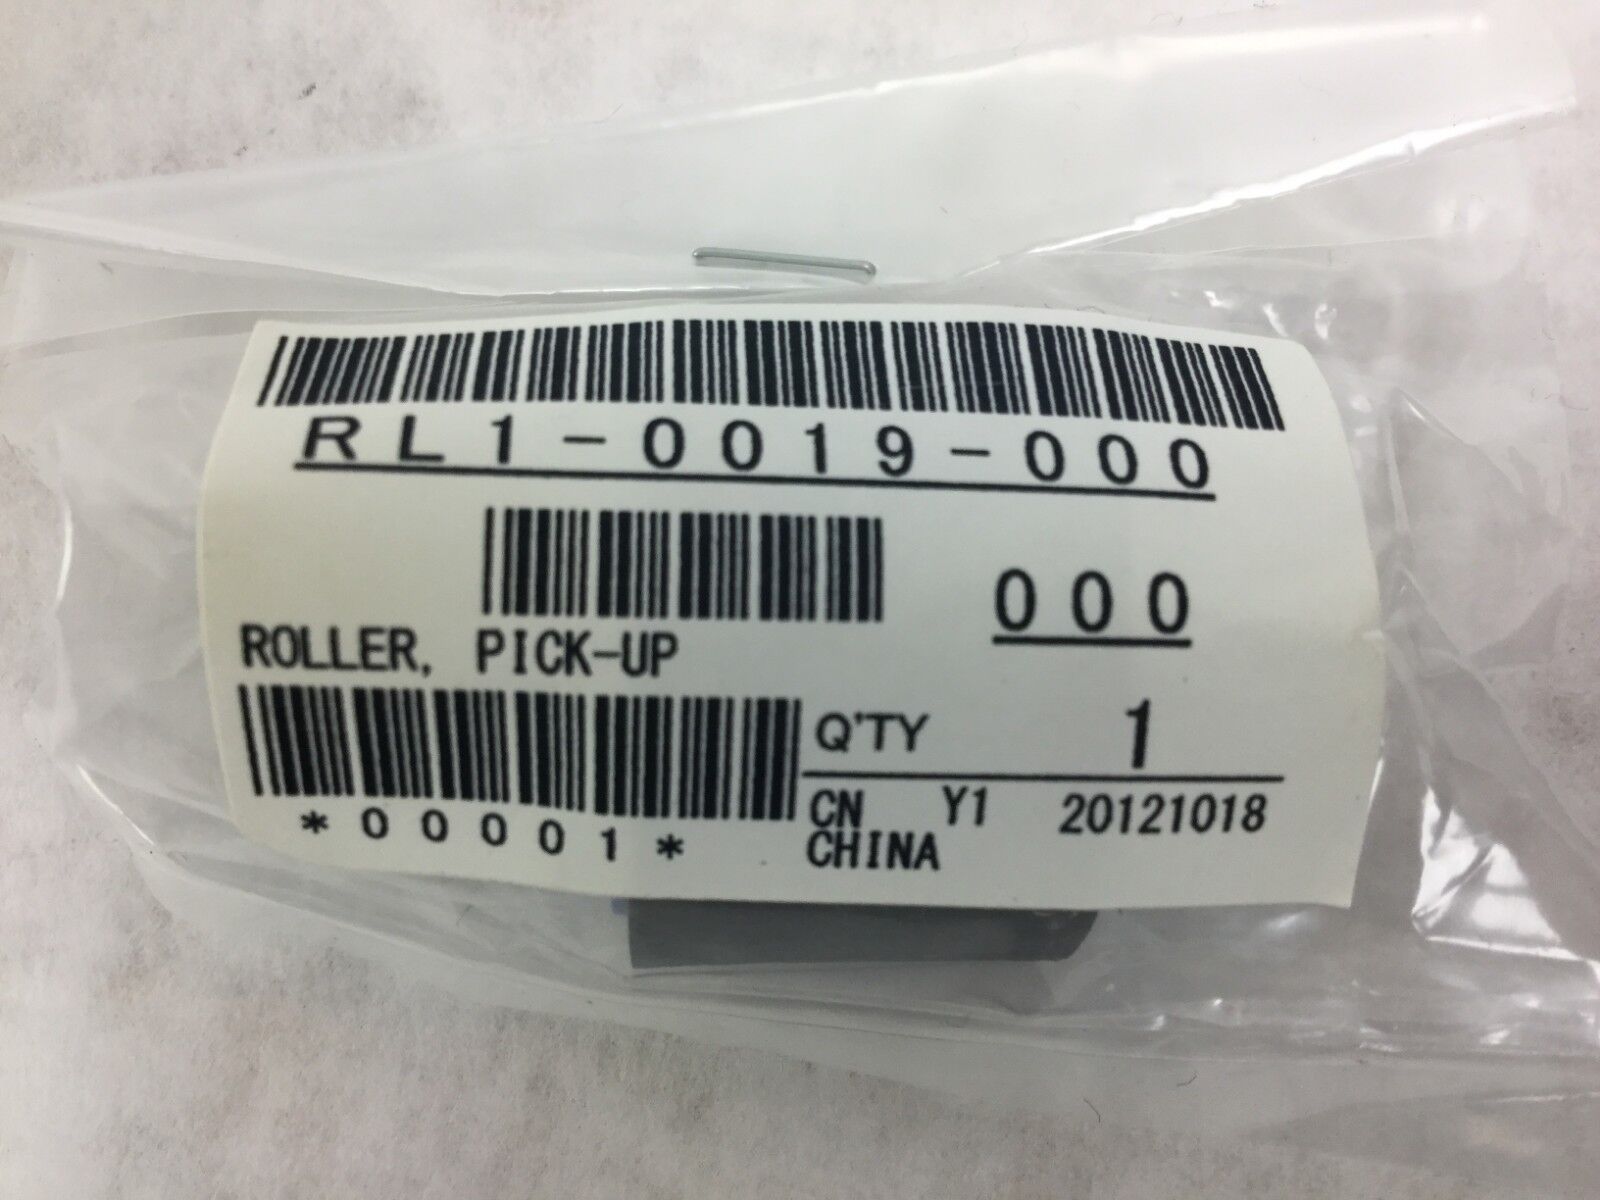 RL1-0019-000
000
ROLLER, PICK-UP
Q'TY 1
*00001*
CN Y1 20121018
CHINA